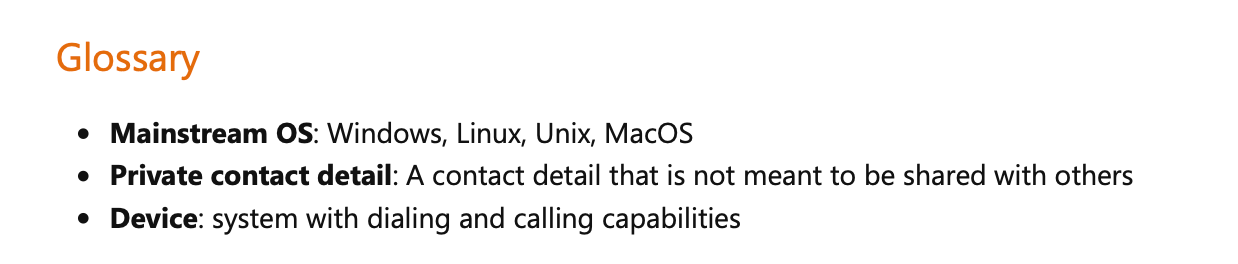 Glossary
• Mainstream OS: Windows, Linux, Unix, MacOS
• Private contact detail: A contact detail that is not meant to be shared with others
• Device: system with dialing and calling capabilities